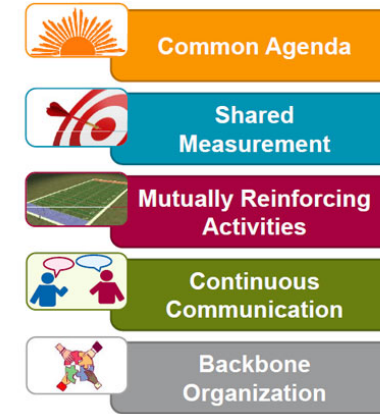 Common Agenda
Shared
Measurement
Mutually Reinforcing
Activities
Continuous
Communication
Backbone
Organization